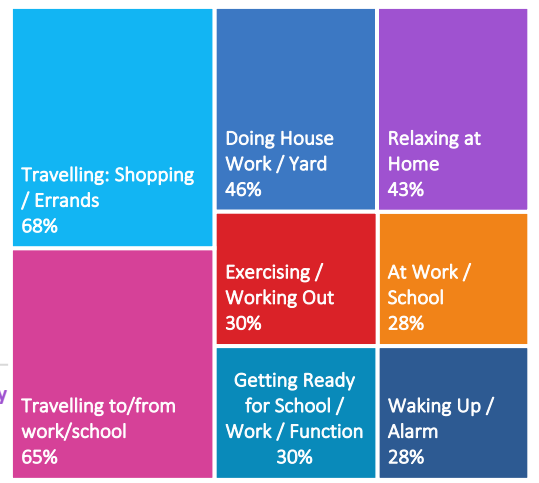 Travelling: Shopping
/ Errands
68%
Doing House
Work / Yard
46%
Relaxing at
Home
43%
Exercising /
Working Out
30%
At Work /
School
28%
Travelling to/from
work/school
65%
Getting Ready
for School /
Work / Function
30%
Waking Up /
Alarm
28%
y